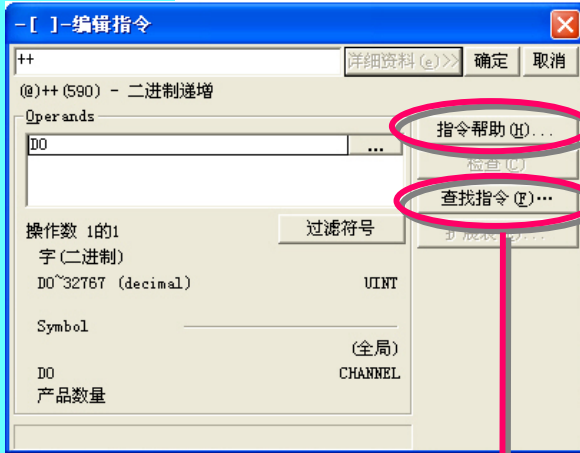 -[ ]-编辑指令
++ 详细资料(e)>> 确定 取消
(@)++(590) - 二进制递增
Operands
指令帮助(H)...
D0 ...
检查(C)
查找指令(F)...
操作数 1的1 过滤符号
字(二进制)
D0~32767 (decimal) UINT
Symbol
(全局)
D0 CHANNEL
产品数量